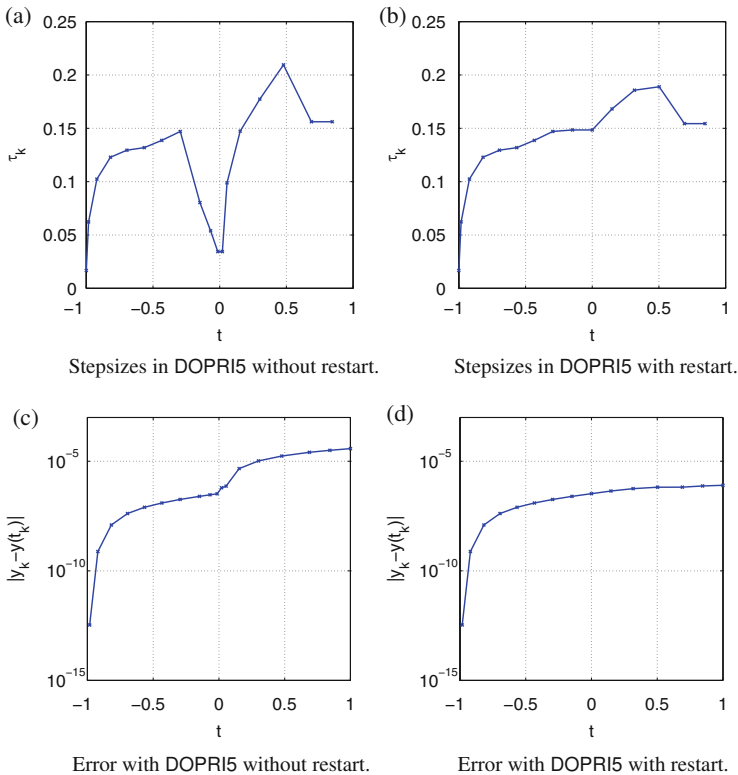 (a)
0.25
0.2
0.15
0.1
0.05
0
τk
−1
−0.5
0
0.5
1
t
Stepsizes in DOPRI5 without restart.
(b)
0.25
0.2
0.15
0.1
0.05
0
τk
−1
−0.5
0
0.5
1
t
Stepsizes in DOPRI5 with restart.
(c)
10−5
10−10
10−15
|yk−y(tk)|
−1
−0.5
0
0.5
1
t
Error with DOPRI5 without restart.
(d)
10−5
10−10
10−15
|yk−y(tk)|
−1
−0.5
0
0.5
1
t
Error with DOPRI5 with restart.